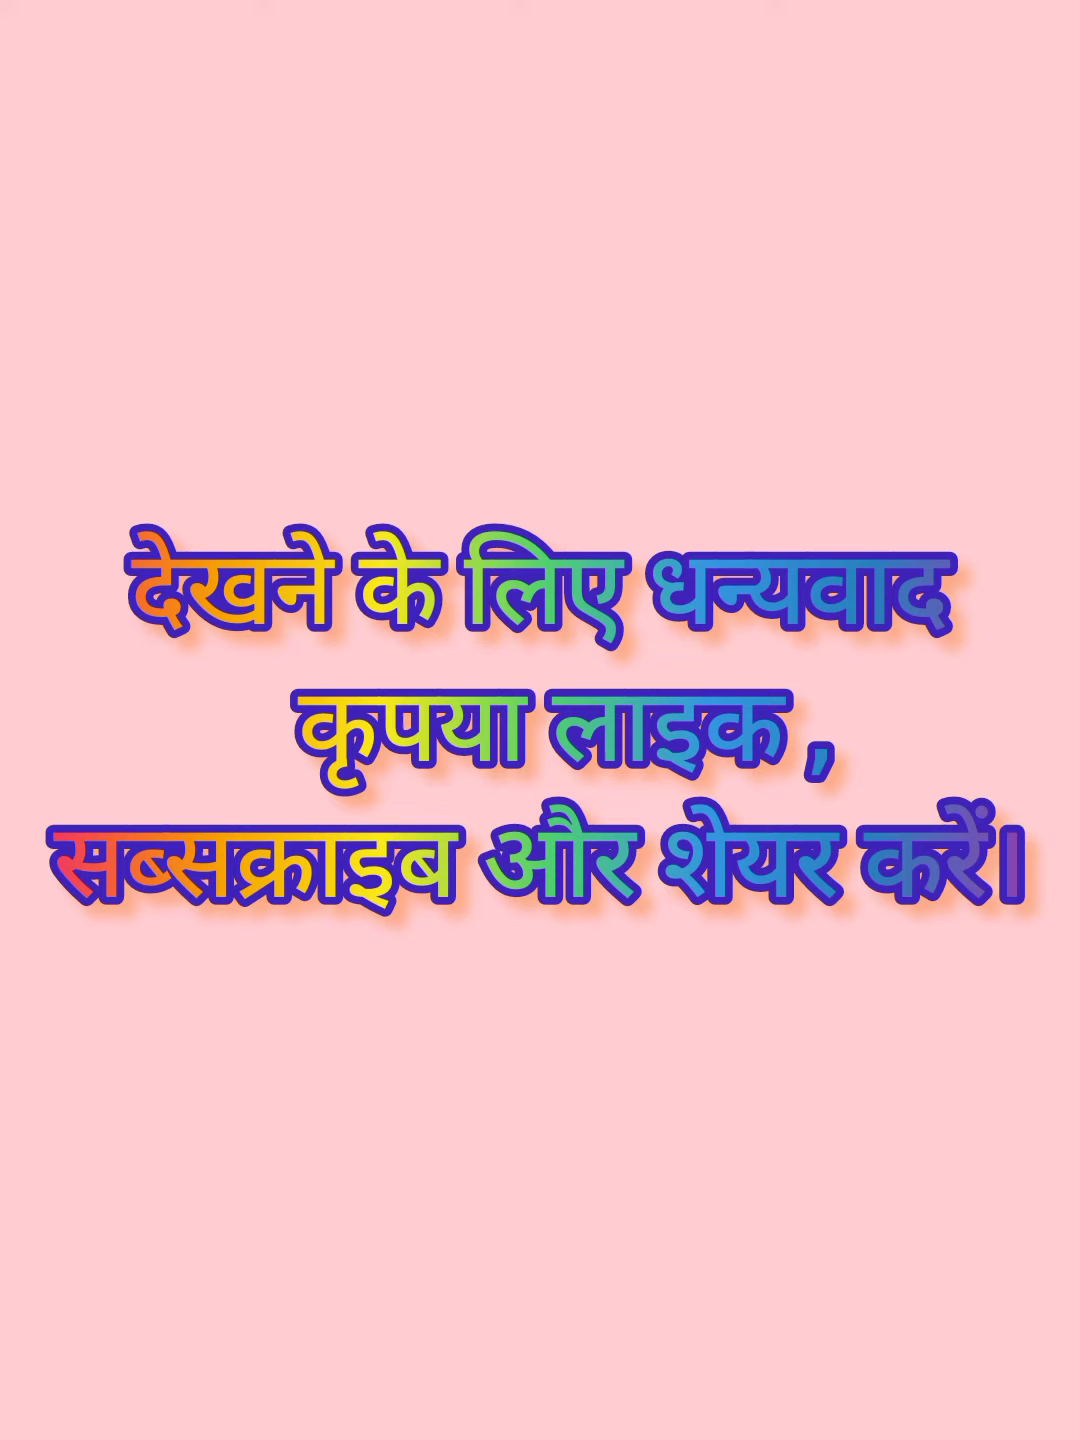 देखने के लिए धन्यवाद
कृपया लाइक ,
सब्सक्राइब और शेयर करें।